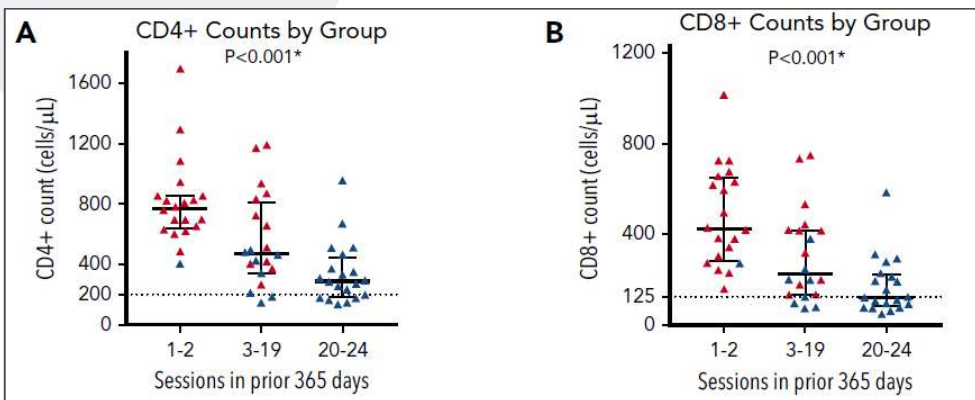 A
CD4+ Counts by Group
P<0.001*
CD4+ count (cells/μL)
1600
1200
800
400
200
0
1-2
3-19
20-24
Sessions in prior 365 days
B
CD8+ Counts by Group
P<0.001*
CD8+ count (cells/μL)
1200
800
400
125
0
1-2
3-19
20-24
Sessions in prior 365 days